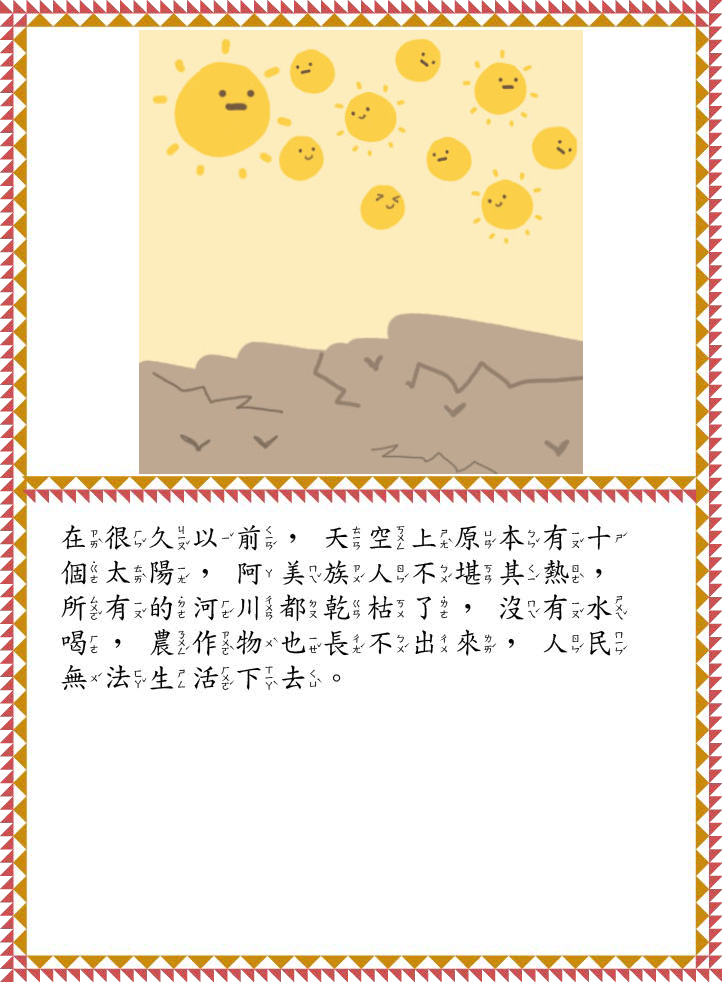 在很久以前，天空上原本有十
個太陽，阿美族人不堪其熱，
所有的河川都乾枯了，沒有水
喝，農作物也長不出來，人民
無法生活下去。